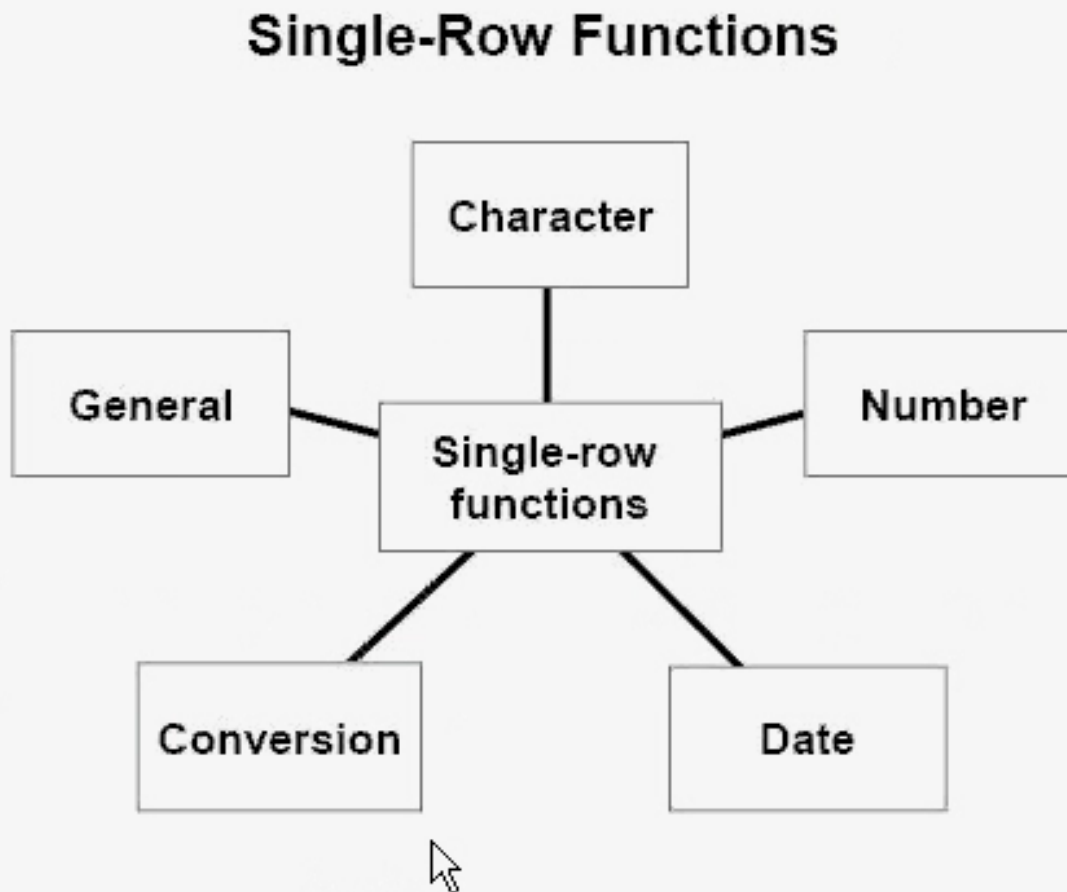 Single-Row Functions
Character
General
Number
Single-row
functions
Conversion
Date